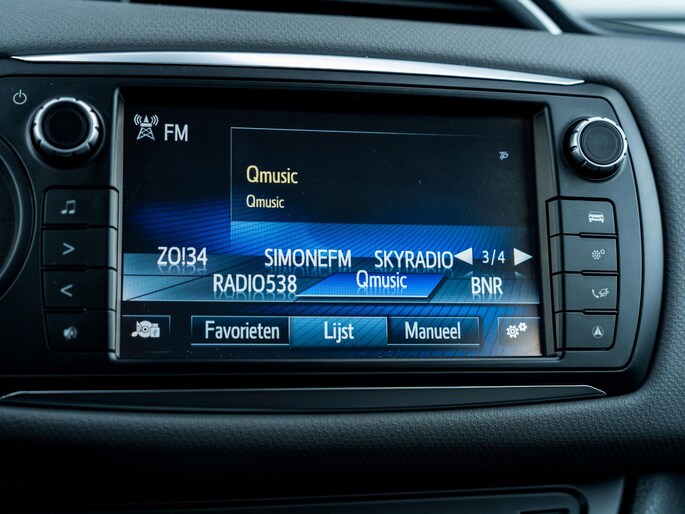 FM
Qmusic
Qmusic
ZO!34 SIMONEFM SKYRADIO 3/4
RADIO538 Qmusic BNR
Favorieten Lijst Manueel